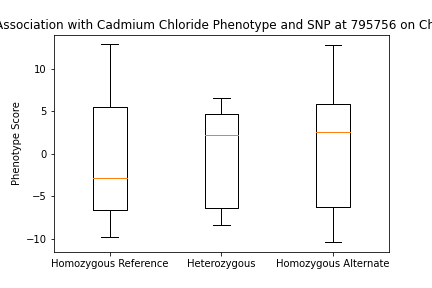 Association with Cadmium Chloride Phenotype and SNP at 795756 on
10
5
0
−5
−10
Phenotype Score
Homozygous Reference
Heterozygous
Homozygous Alternate